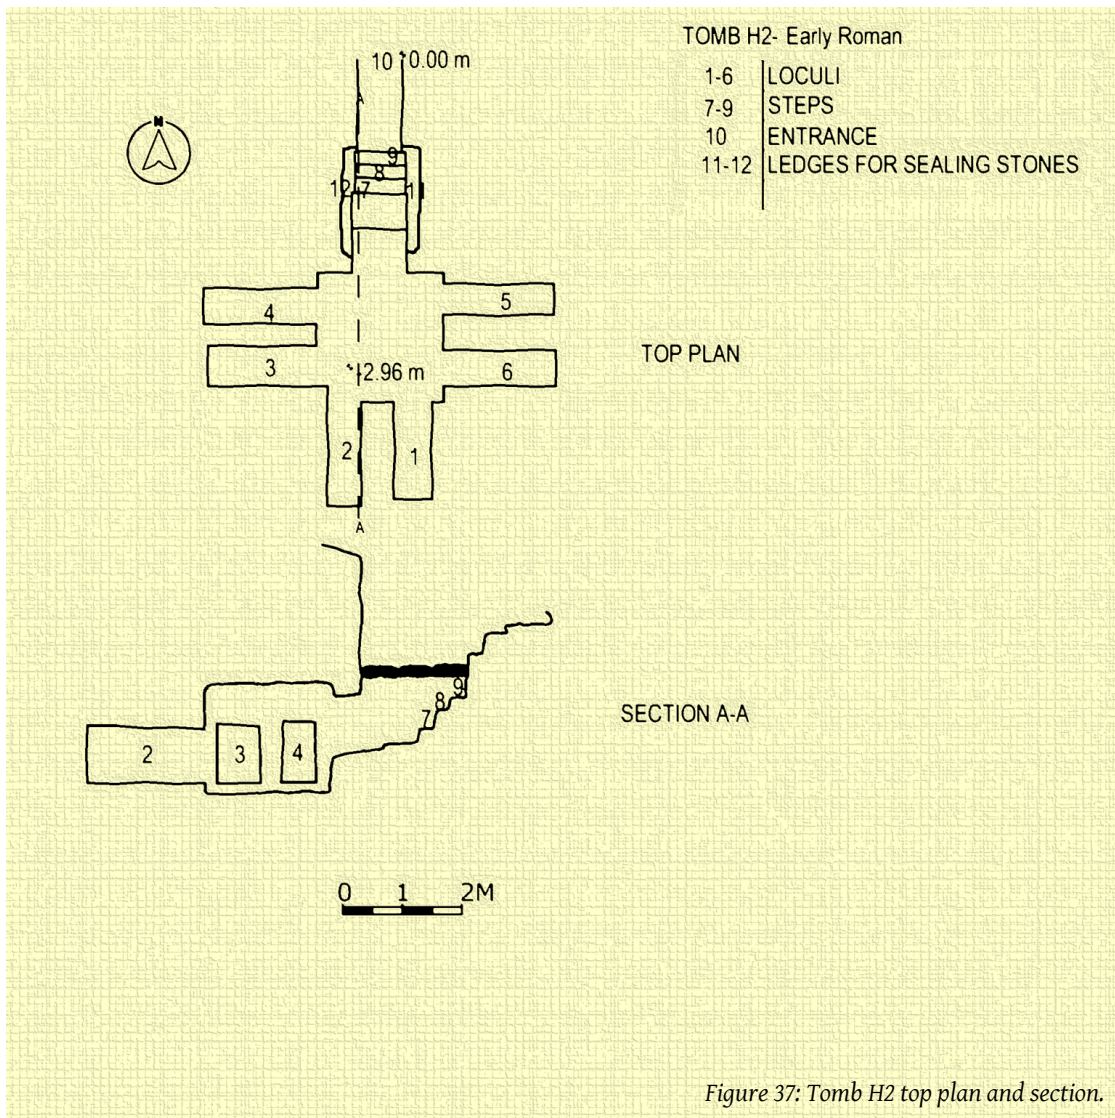 TOMB H2- Early Roman
1-6 LOCULI
7-9 STEPS
10 ENTRANCE
11-12 LEDGES FOR SEALING STONES
10 0.00 m
A
N
9
8
12 7 1
4
5
3
-2.96 m
6
2
1
A
TOP PLAN
9
8
7
2
3
4
SECTION A-A
0 1 2M
Figure 37: Tomb H2 top plan and section.